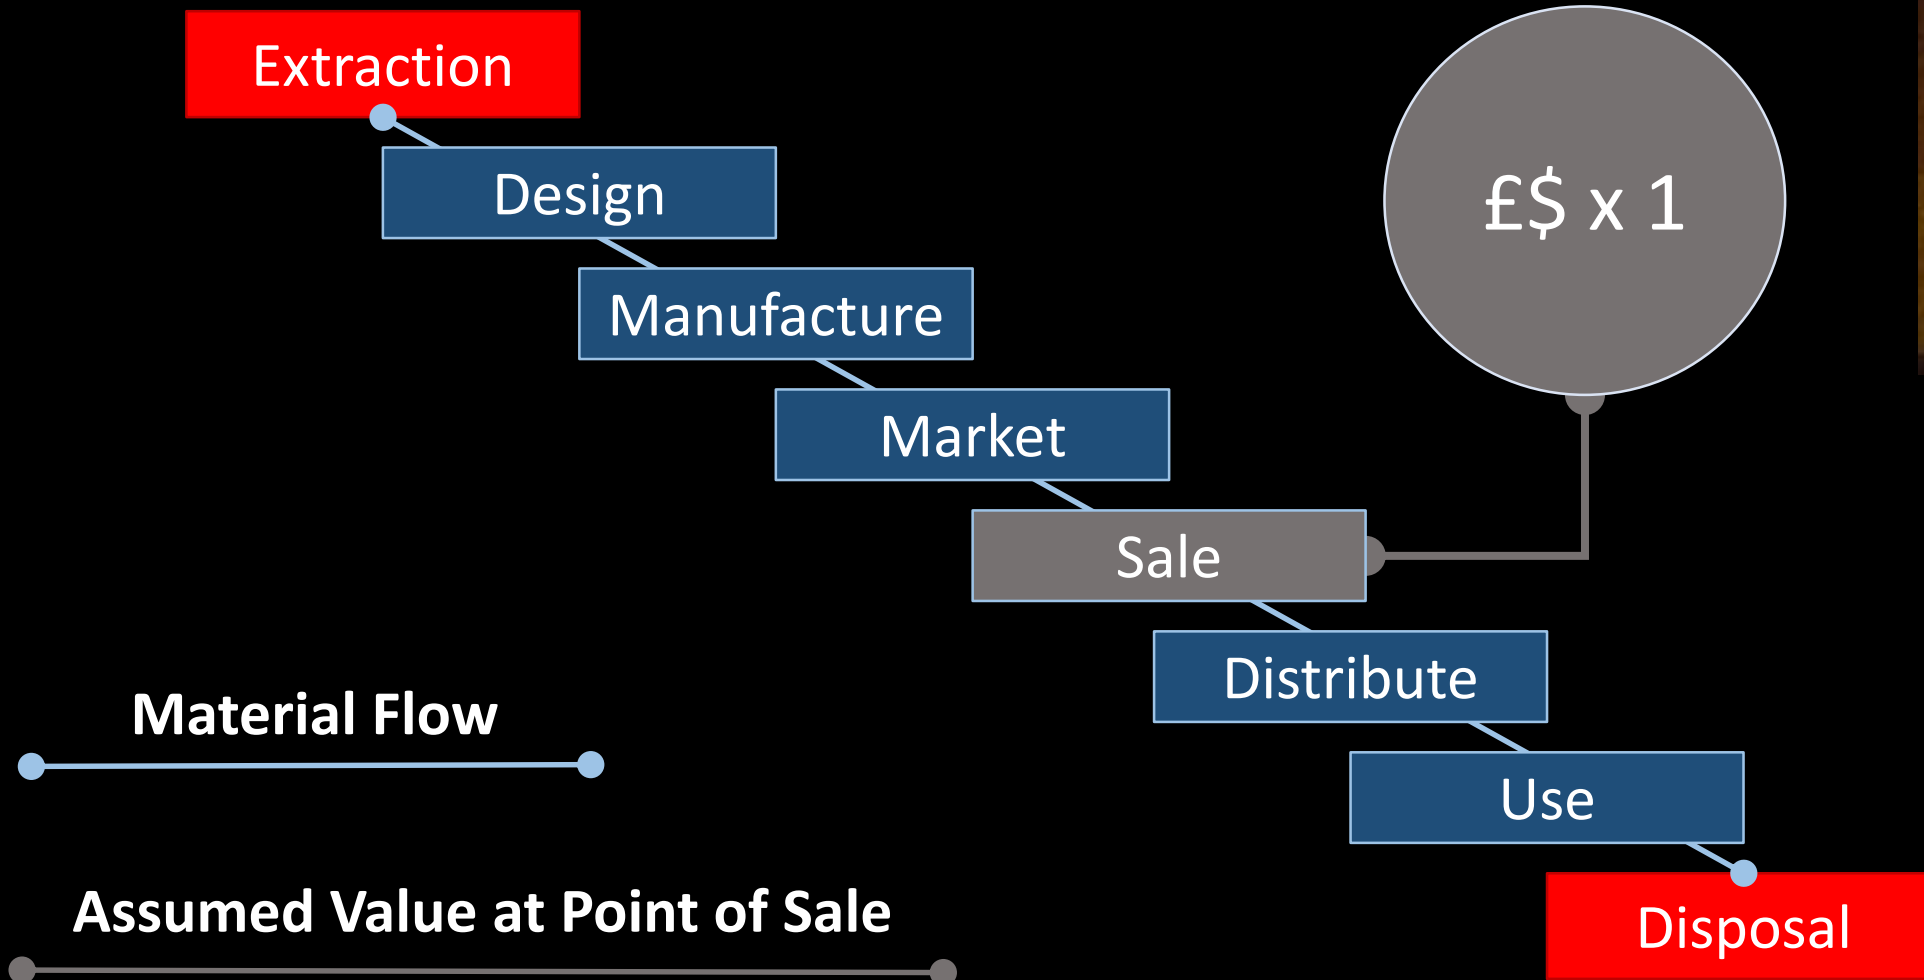 Extraction
Design
£$ x 1
Manufacture
Market
Sale
Distribute
Material Flow
Use
Assumed Value at Point of Sale
Disposal